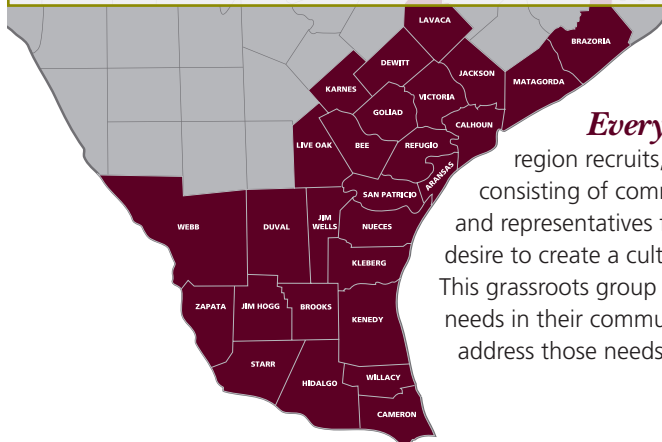 LAVACA
BRAZORIA
DEWITT
JACKSON
KARNES
MATAGORDA
VICTORIA
GOLIAD
CALHOUN
LIVE OAK
BEE
REFUGIO
ARANSAS
SAN PATRICIO
WEBB
DUVAL
JIM
WELLS
NUECES
KLEBERG
ZAPATA
JIM HOGG
BROOKS
KENEDY
STARR
HIDALGO
WILLACY
CAMERON
Every
region recruits,
consisting of comm
and representatives f
desire to create a cult
This grassroots group
needs in their commu
address those needs